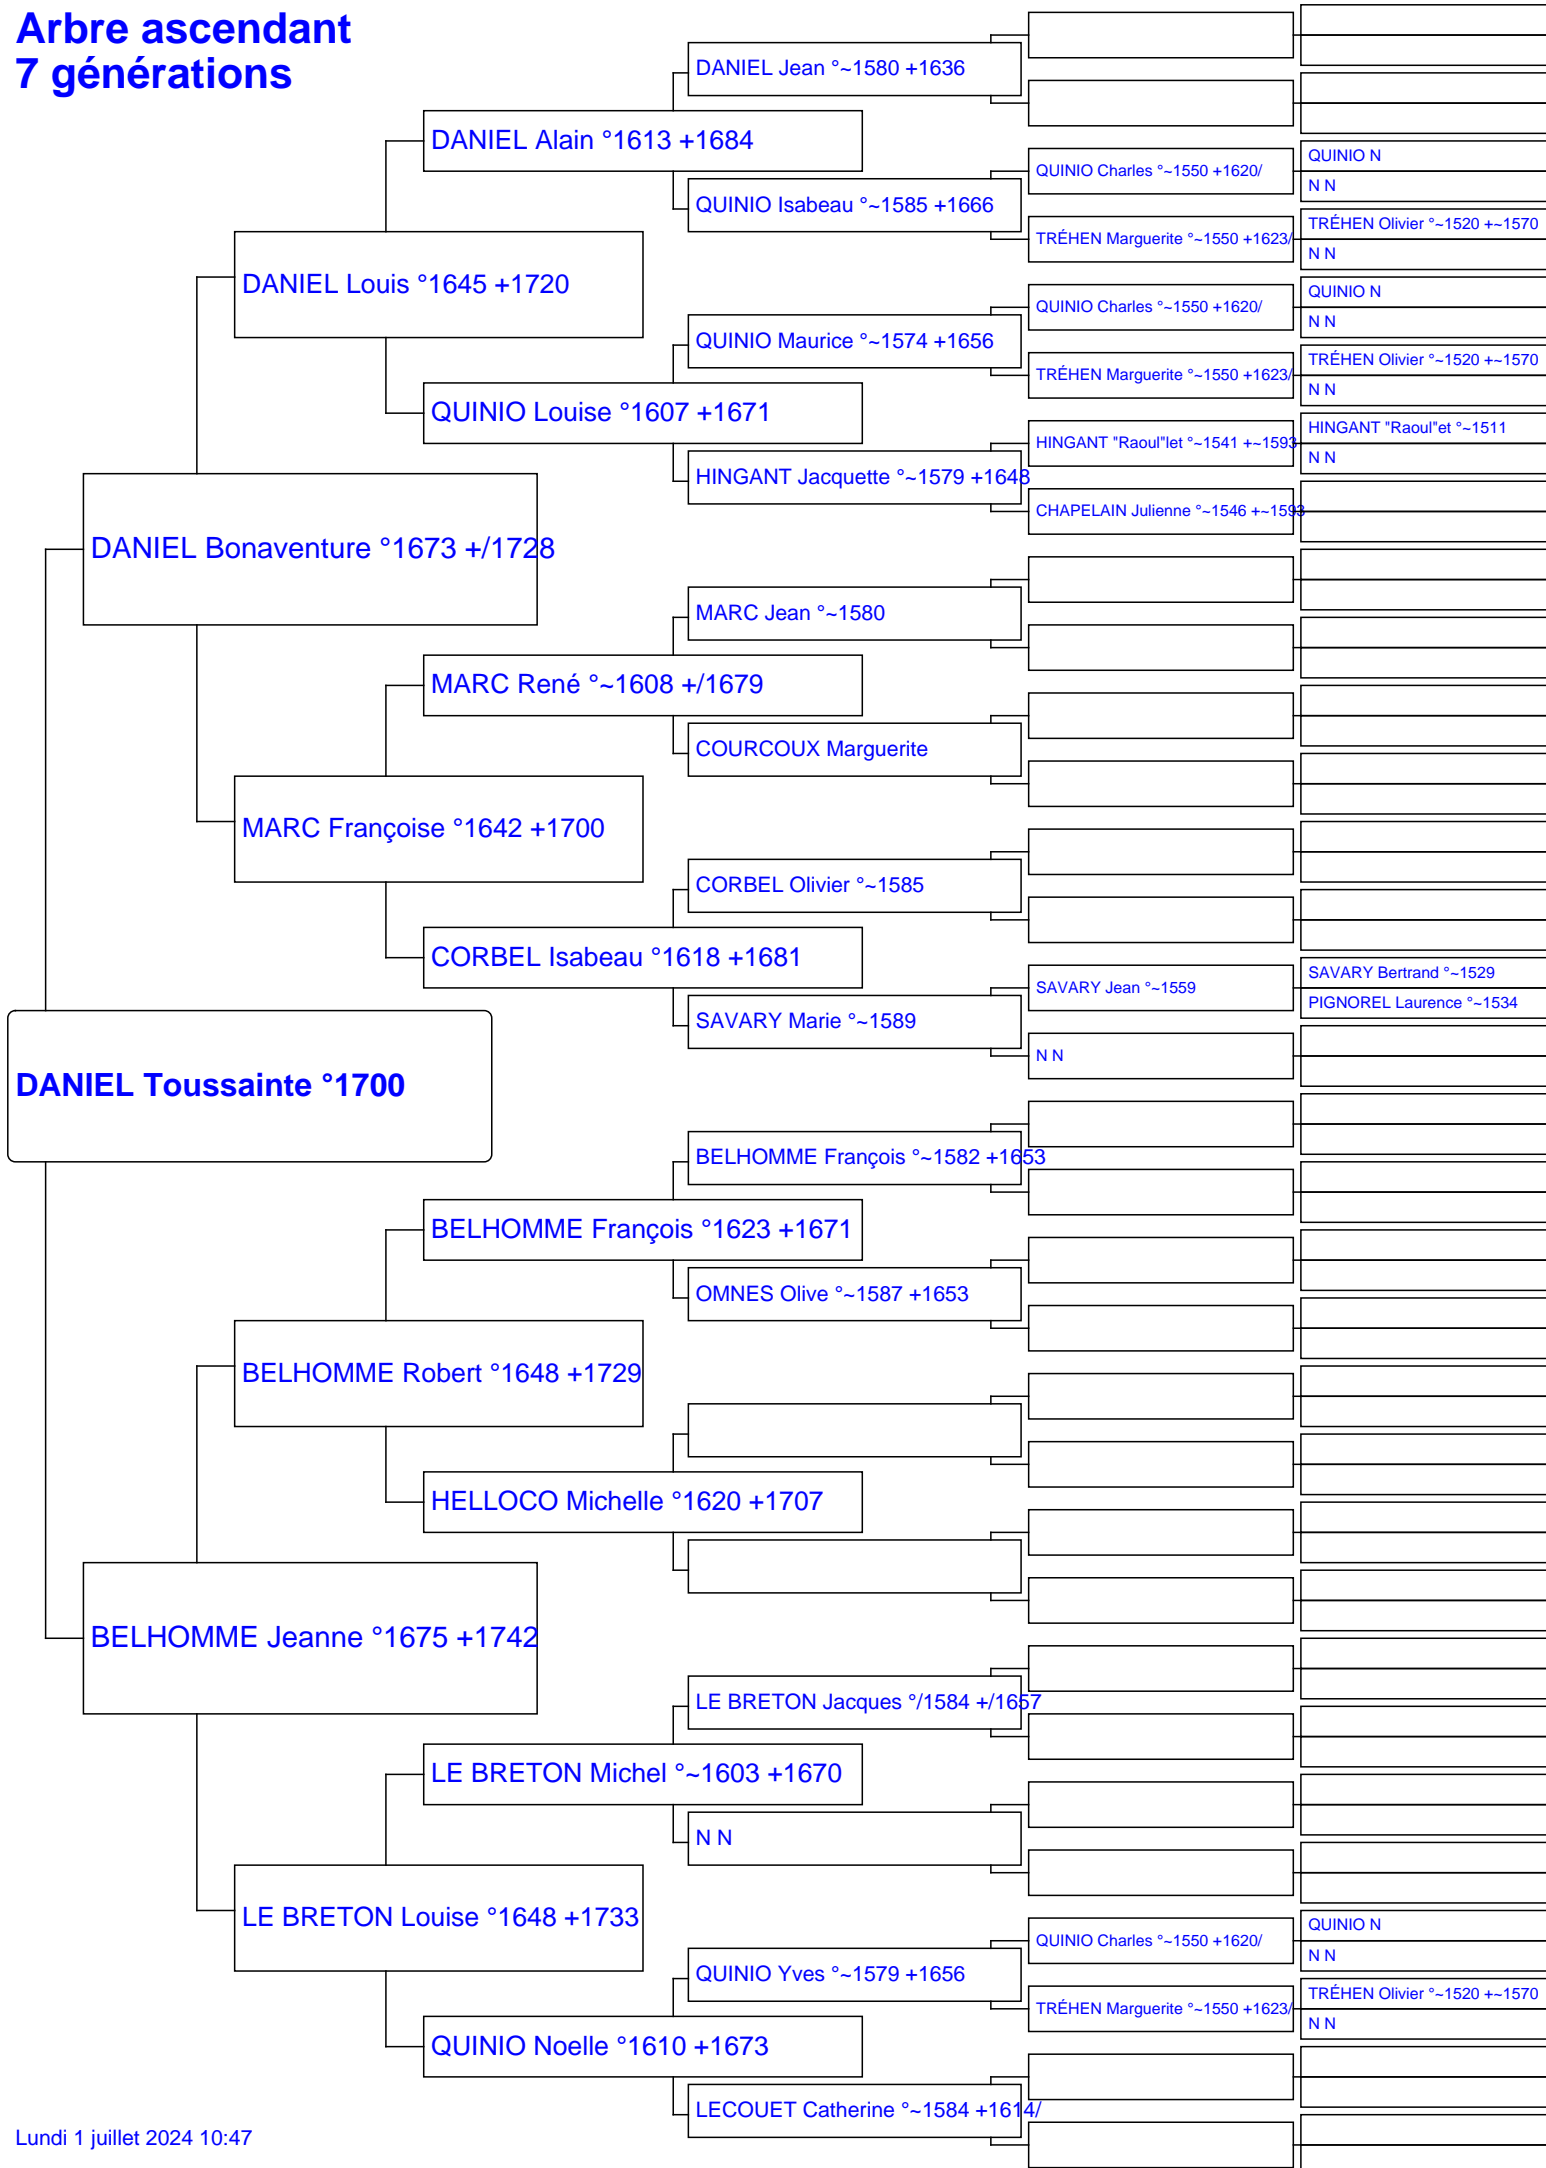 Arbre ascendant
7 générations
DANIEL Jean °~1580 +1636
DANIEL Alain °1613 +1684
QUINIO N
QUINIO Charles °~1550 +1620/
N N
QUINIO Isabeau °~1585 +1666
TRÉHEN Olivier °~1520 +~1570
TRÉHEN Marguerite °~1550 +1623/
N N
DANIEL Louis °1645 +1720
QUINIO N
QUINIO Charles °~1550 +1620/
N N
QUINIO Maurice °~1574 +1656
TRÉHEN Olivier °~1520 +~1570
TRÉHEN Marguerite °~1550 +1623/
N N
QUINIO Louise °1607 +1671
HINGANT "Raoul"et °~1511
HINGANT "Raoul"let °~1541 +~1593
N N
HINGANT Jacquette °~1579 +1648
CHAPELAIN Julienne °~1546 +~1593
DANIEL Bonaventure °1673 +/1728
MARC Jean °~1580
MARC René °~1608 +/1679
COURCOUX Marguerite
MARC Françoise °1642 +1700
CORBEL Olivier °~1585
CORBEL Isabeau °1618 +1681
SAVARY Bertrand °~1529
SAVARY Jean °~1559
PIGNOREL Laurence °~1534
SAVARY Marie °~1589
N N
DANIEL Toussainte °1700
BELHOMME François °~1582 +1653
BELHOMME François °1623 +1671
OMNES Olive °~1587 +1653
BELHOMME Robert °1648 +1729
HELLOCO Michelle °1620 +1707
BELHOMME Jeanne °1675 +1742
LE BRETON Jacques °/1584 +/1657
LE BRETON Michel °~1603 +1670
N N
LE BRETON Louise °1648 +1733
QUINIO N
QUINIO Charles °~1550 +1620/
N N
QUINIO Yves °~1579 +1656
TRÉHEN Olivier °~1520 +~1570
TRÉHEN Marguerite °~1550 +1623/
N N
QUINIO Noelle °1610 +1673
LECOUET Catherine °~1584 +1614/
Lundi 1 juillet 2024 10:47